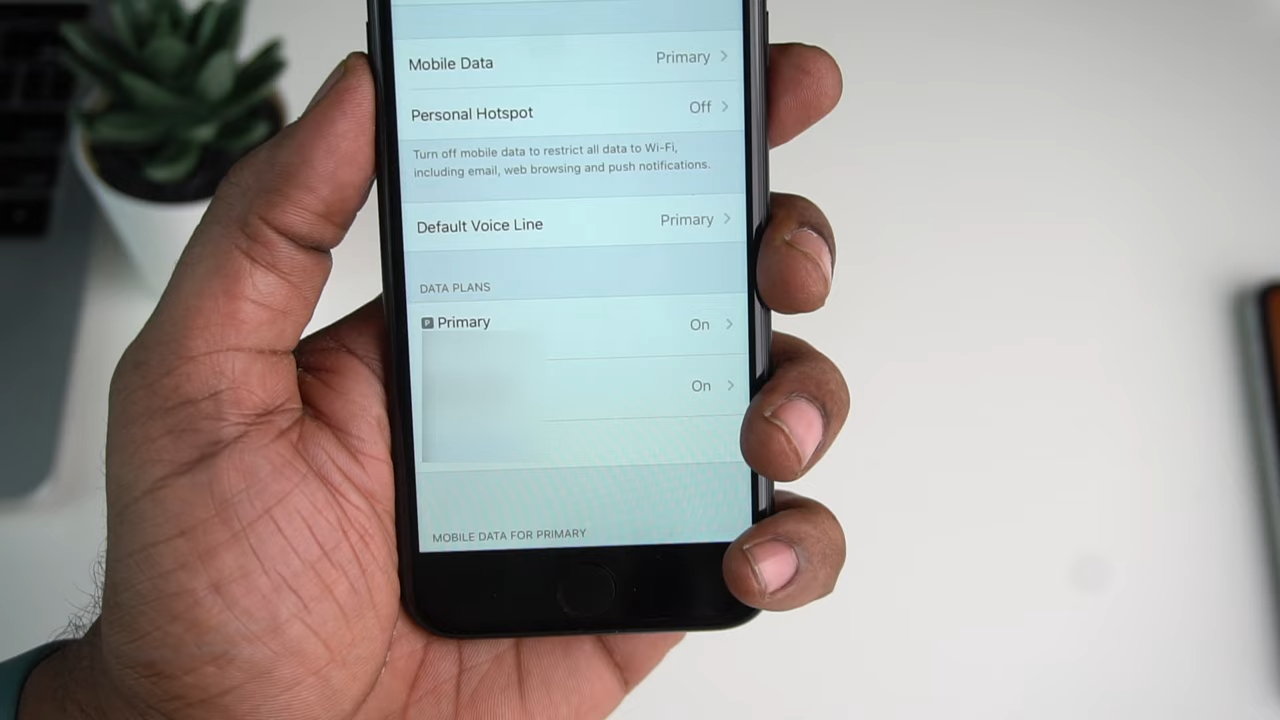 Mobile Data Primary
Personal Hotspot Off
Turn off mobile data to restrict all data to Wi-Fi,
including email, web browsing and push notifications.
Default Voice Line Primary
DATA PLANS
P Primary On
On
MOBILE DATA FOR PRIMARY